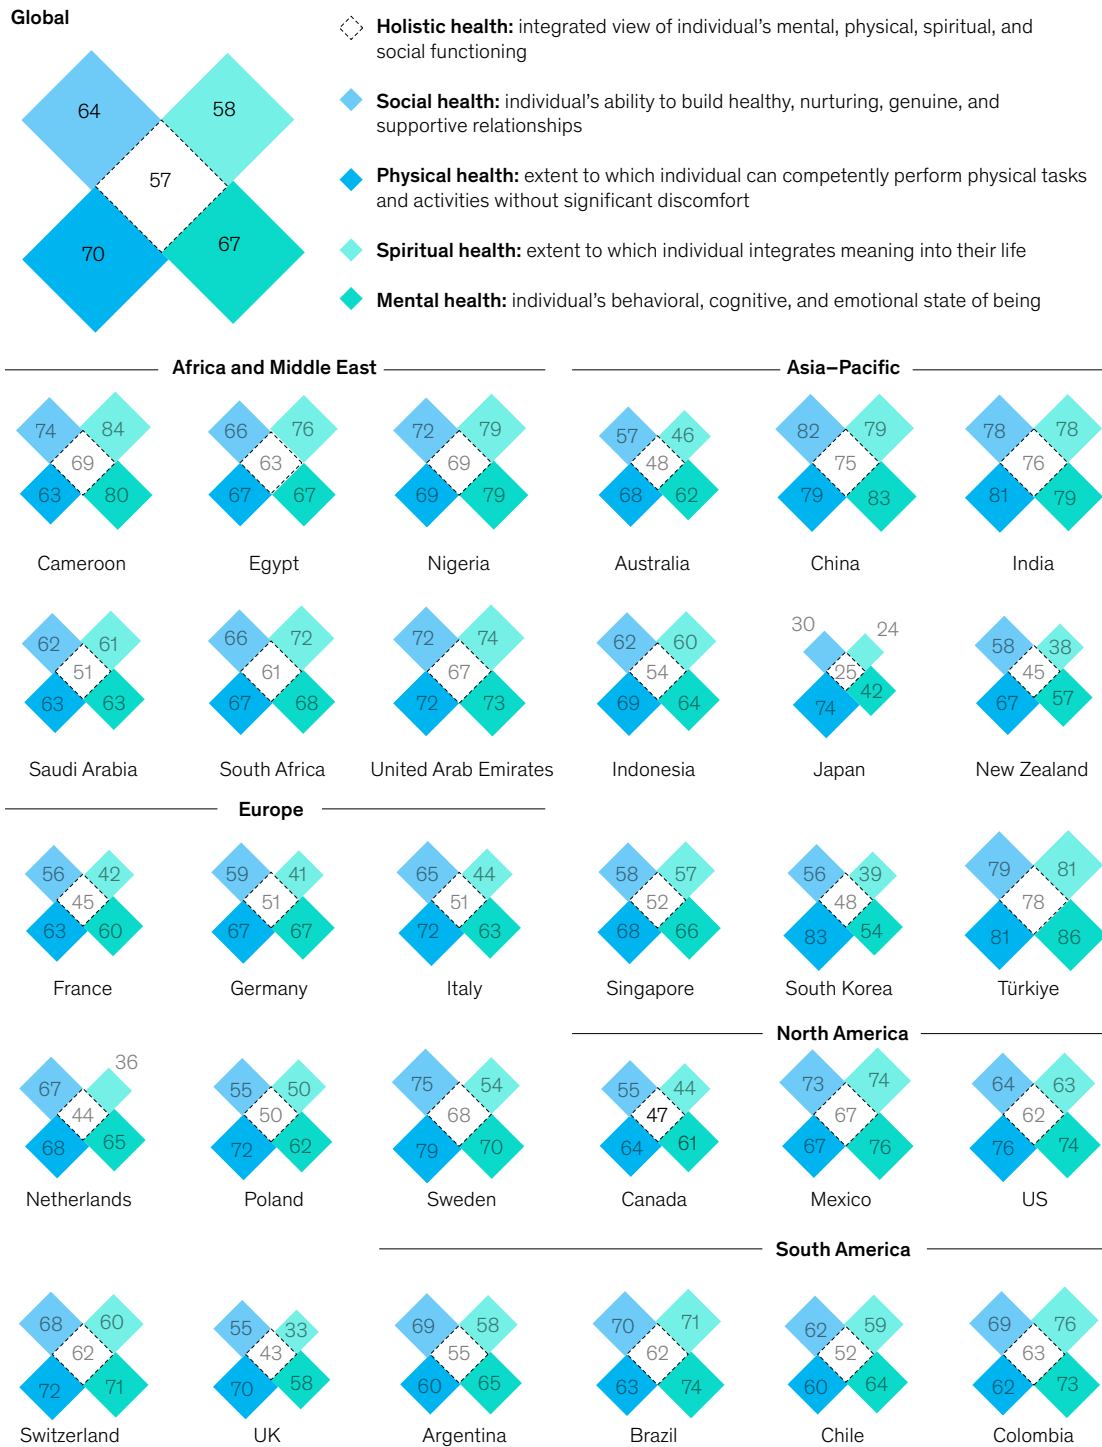 Global
64
58
57
70
67
Holistic health: integrated view of individual’s mental, physical, spiritual, and
social functioning
Social health: individual’s ability to build healthy, nurturing, genuine, and
supportive relationships
Physical health: extent to which individual can competently perform physical tasks
and activities without significant discomfort
Spiritual health: extent to which individual integrates meaning into their life
Mental health: individual’s behavioral, cognitive, and emotional state of being
Africa and Middle East
74 84
69
63 80
Cameroon
66 76
63
67 67
Egypt
72 79
69
69 79
Nigeria
62 61
51
63 63
Saudi Arabia
66 72
61
67 68
South Africa
72 74
67
72 73
United Arab Emirates
Asia–Pacific
57 46
48
68 62
Australia
82 79
75
79 83
China
78 78
76
81 79
India
62 60
54
69 64
Indonesia
30 24
25
74 42
Japan
58 38
45
67 57
New Zealand
58 57
52
68 66
Singapore
56 39
48
83 54
South Korea
79 81
78
81 86
Türkiye
Europe
56 42
45
63 60
France
59 41
51
67 67
Germany
65 44
51
72 63
Italy
67 36
44
68 65
Netherlands
55 50
50
72 62
Poland
75 54
68
79 70
Sweden
68 60
62
72 71
Switzerland
55 33
43
70 58
UK
North America
55 44
47
64 61
Canada
73 74
67
67 76
Mexico
64 63
62
76 74
US
South America
69 58
55
60 65
Argentina
70 71
62
63 74
Brazil
62 59
52
60 64
Chile
69 76
63
62 73
Colombia